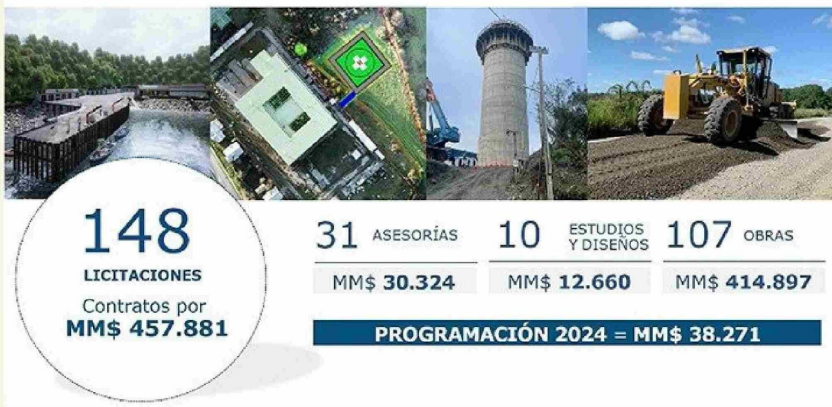 148
LICITACIONES
Contratos por
MM$ 457.881
31 ASESORÍAS
MM$ 30.324
10 ESTUDIOS Y DISEÑOS
MM$ 12.660
107 OBRAS
MM$ 414.897
PROGRAMACIÓN 2024 = MM$ 38.271